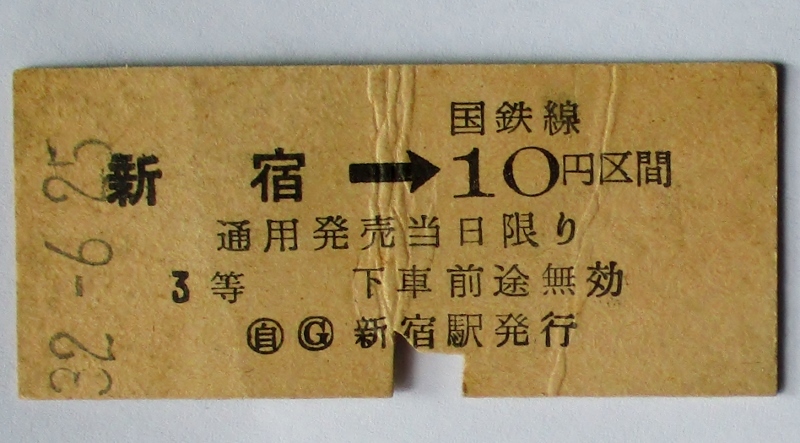 国鉄線
新宿→10円区間
通用発売当日限り
3等 下車前途無効
㊀自 Ⓖ 新宿駅発行
32-6 25